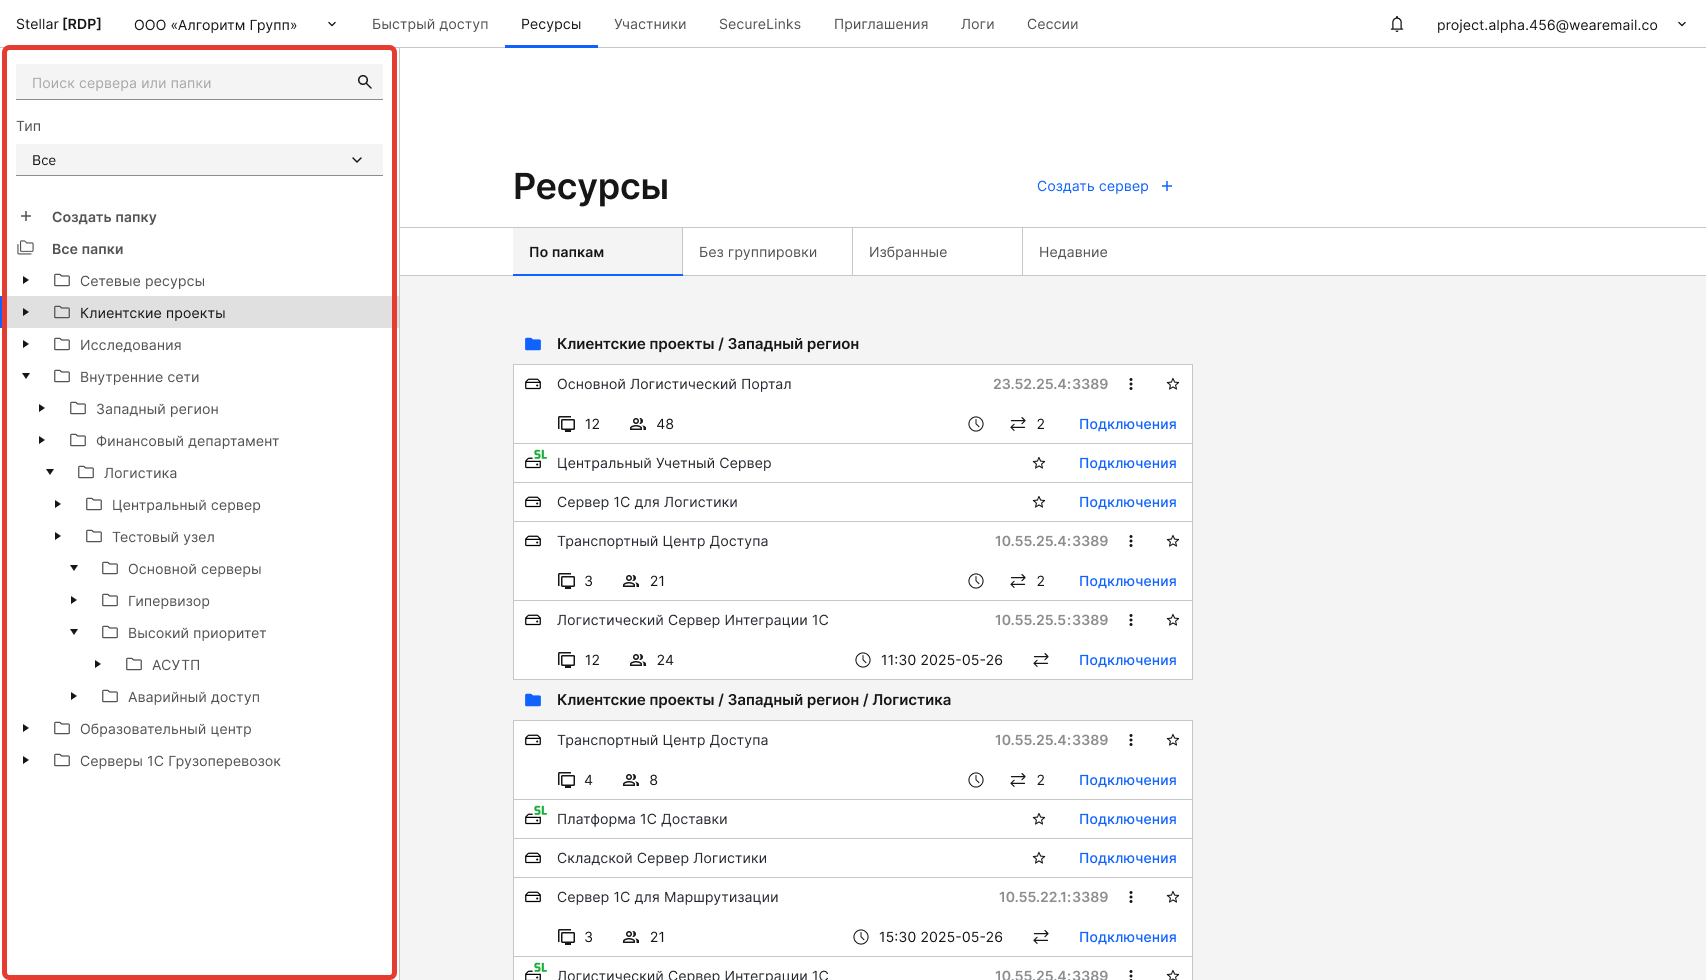 Stellar [RDP]
ООО «Алгоритм Групп»
Быстрый доступ
Ресурсы
Участники
SecureLinks
Приглашения
Логи
Сессии
project.alpha.456@wearemail.co
Поиск сервера или папки
Тип
Все
Создать папку
Все папки
Сетевые ресурсы
Клиентские проекты
Исследования
Внутренние сети
Западный регион
Финансовый департамент
Логистика
Центральный сервер
Тестовый узел
Основной серверы
Гипервизор
Высокий приоритет
АСУТП
Аварийный доступ
Образовательный центр
Серверы 1С Грузоперевозок
Ресурсы
Создать сервер +
По папкам
Без группировки
Избранные
Недавние
Клиентские проекты / Западный регион
Основной Логистический Портал 23.52.25.4:3389
12 48 2 Подключения
SL
Центральный Учетный Сервер Подключения
Сервер 1С для Логистики Подключения
Транспортный Центр Доступа 10.55.25.4:3389
3 21 2 Подключения
Логистический Сервер Интеграции 1С 10.55.25.5:3389
12 24 11:30 2025-05-26 Подключения
Клиентские проекты / Западный регион / Логистика
Транспортный Центр Доступа 10.55.25.4:3389
4 8 2 Подключения
SL
Платформа 1С Доставки Подключения
Складской Сервер Логистики Подключения
Сервер 1С для Маршрутизации 10.55.22.1:3389
3 21 15:30 2025-05-26 Подключения
SL
Логистический Сервер Интеграции 1С 10.55.25.4:3389